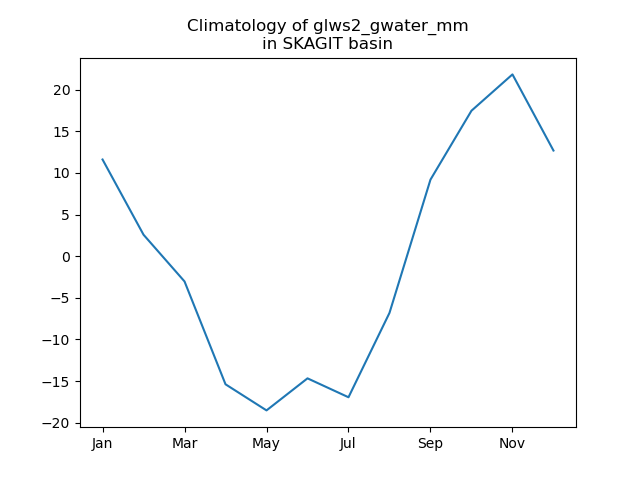 Climatology of glws2_gwater_mm
in SKAGIT basin
20
15
10
5
0
−5
−10
−15
−20
Jan
Mar
May
Jul
Sep
Nov